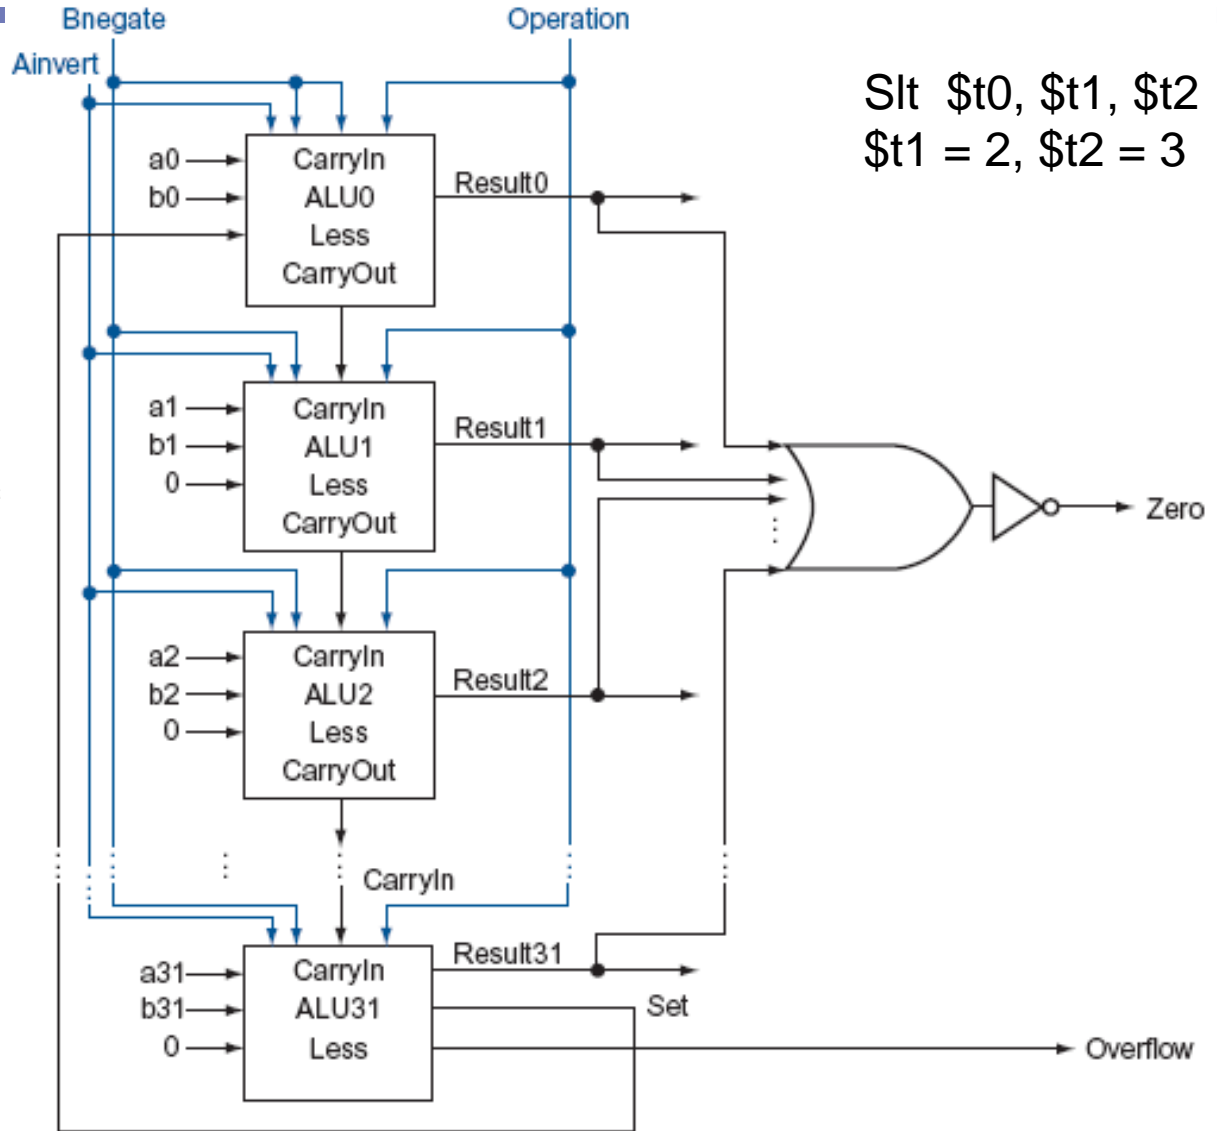 Bnegate
Operation
Ainvert
Slt $t0, $t1, $t2
$t1 = 2, $t2 = 3
a0
b0
CarryIn
ALU0
Less
CarryOut
Result0
a1
b1
0
CarryIn
ALU1
Less
CarryOut
Result1
Zero
a2
b2
0
CarryIn
ALU2
Less
CarryOut
Result2
CarryIn
a31
b31
0
CarryIn
ALU31
Less
Result31
Set
Overflow